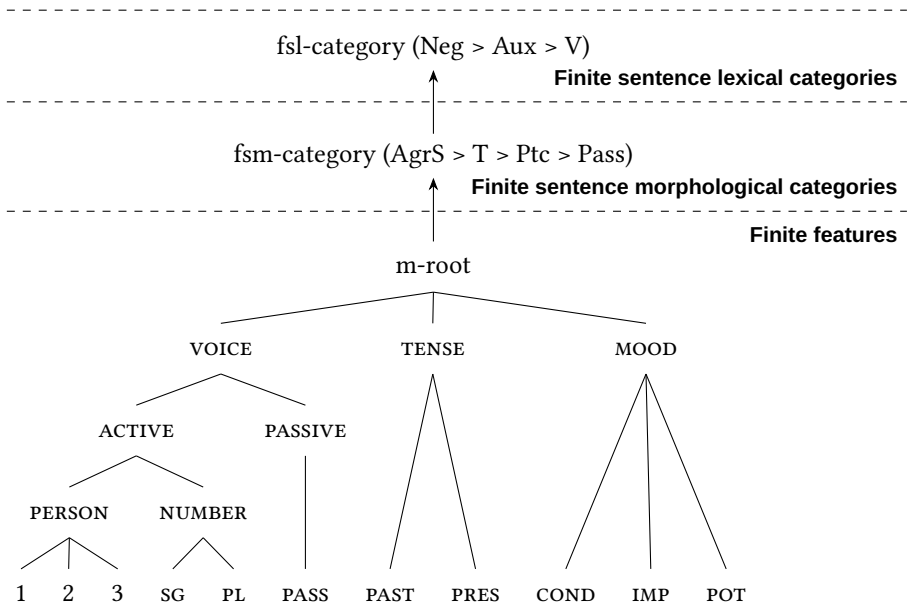 fsl-category (Neg > Aux > V)
Finite sentence lexical categories
fsm-category (AgrS > T > Ptc > Pass)
Finite sentence morphological categories
Finite features
m-root
VOICE TENSE MOOD
ACTIVE PASSIVE
PERSON NUMBER
1 2 3 SG PL PASS PAST PRES COND IMP POT